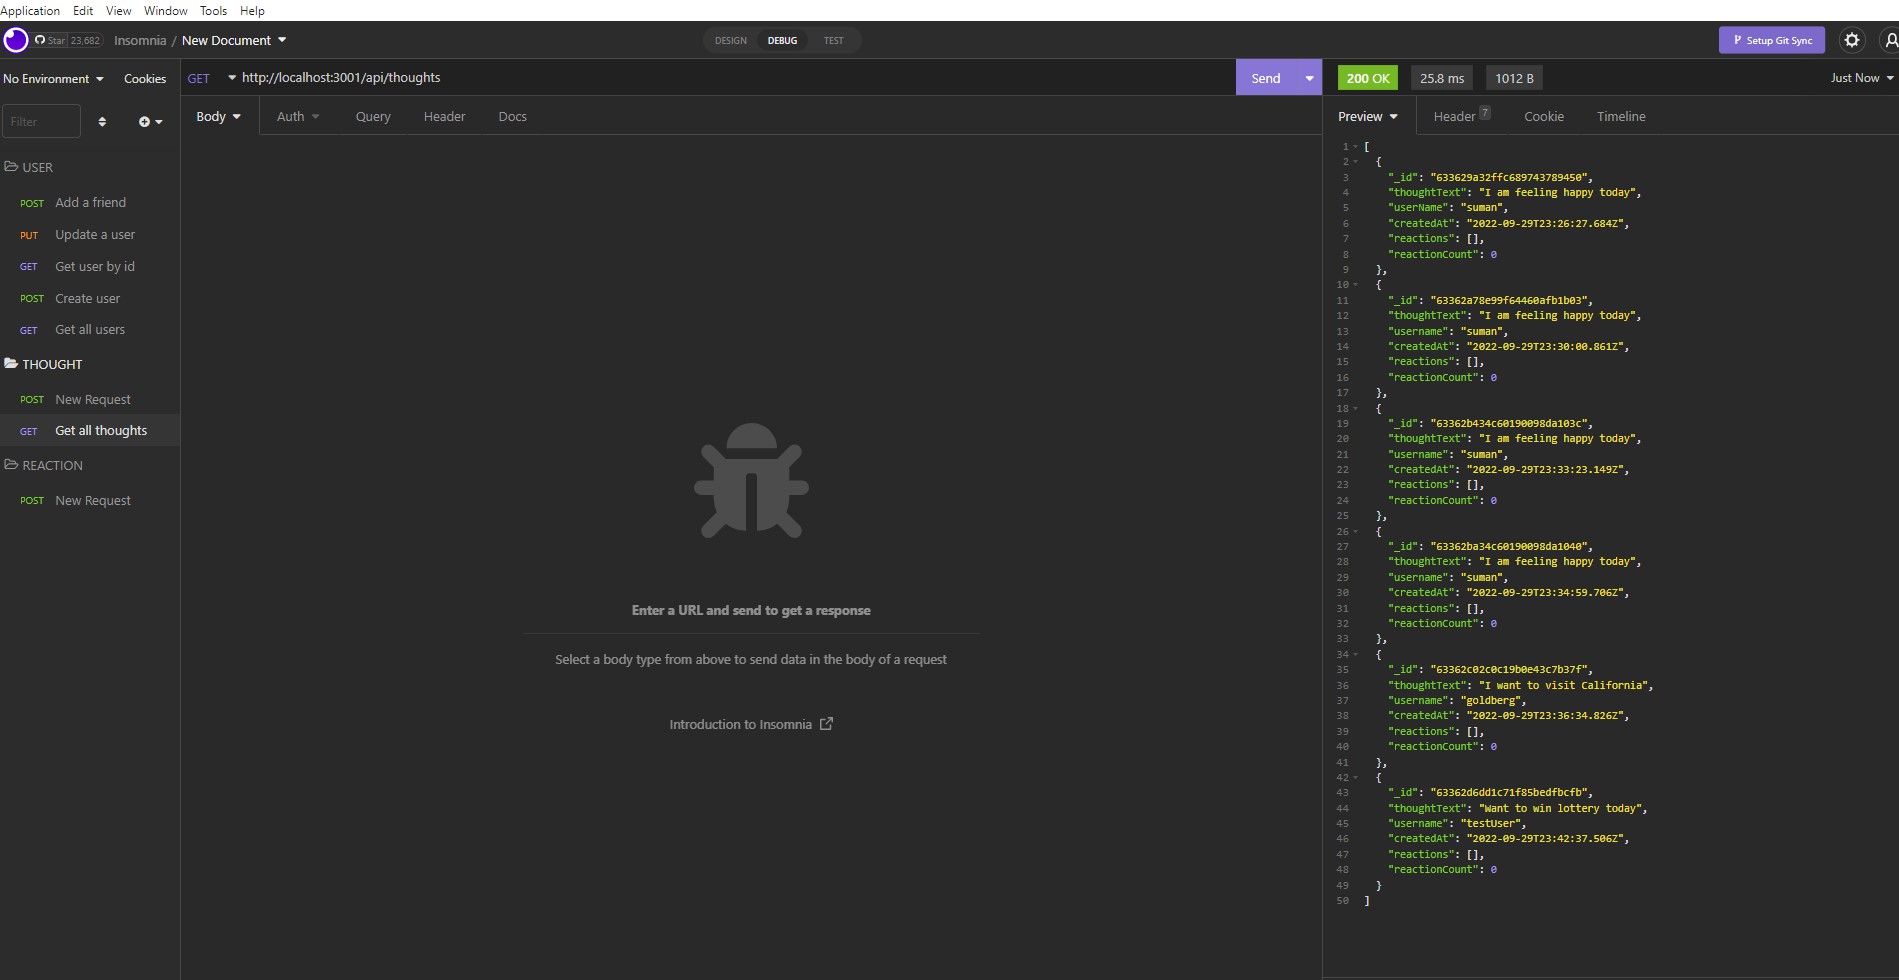 Application Edit View Window Tools Help
Star 23,682 Insomnia / New Document DESIGN DEBUG TEST Setup Git Sync
No Environment Cookies GET http://localhost:3001/api/thoughts Send 200 OK 25.8 ms 1012 B Just Now
Filter
Body Auth Query Header Docs
Preview Header 7 Cookie Timeline
USER
POST Add a friend
PUT Update a user
GET Get user by id
POST Create user
GET Get all users
THOUGHT
POST New Request
GET Get all thoughts
REACTION
POST New Request
Enter a URL and send to get a response
Select a body type from above to send data in the body of a request
Introduction to Insomnia
1 [
2 {
3 "_id": "633629a32ffc689743789450",
4 "thoughtText": "I am feeling happy today",
5 "userName": "suman",
6 "createdAt": "2022-09-29T23:26:27.684Z",
7 "reactions": [],
8 "reactionCount": 0
9 },
10 {
11 "_id": "63362a78e99f64460afb1b03",
12 "thoughtText": "I am feeling happy today",
13 "username": "suman",
14 "createdAt": "2022-09-29T23:30:00.861Z",
15 "reactions": [],
16 "reactionCount": 0
17 },
18 {
19 "_id": "63362b434c60190098da103c",
20 "thoughtText": "I am feeling happy today",
21 "username": "suman",
22 "createdAt": "2022-09-29T23:33:23.149Z",
23 "reactions": [],
24 "reactionCount": 0
25 },
26 {
27 "_id": "63362ba34c60190098da1040",
28 "thoughtText": "I am feeling happy today",
29 "username": "suman",
30 "createdAt": "2022-09-29T23:34:59.706Z",
31 "reactions": [],
32 "reactionCount": 0
33 },
34 {
35 "_id": "63362c02c0c19b0e43c7b37f",
36 "thoughtText": "I want to visit California",
37 "username": "goldberg",
38 "createdAt": "2022-09-29T23:36:34.826Z",
39 "reactions": [],
40 "reactionCount": 0
41 },
42 {
43 "_id": "63362d6dd1c71f85bedfbcfb",
44 "thoughtText": "Want to win lottery today",
45 "username": "testUser",
46 "createdAt": "2022-09-29T23:42:37.506Z",
47 "reactions": [],
48 "reactionCount": 0
49 }
50 ]